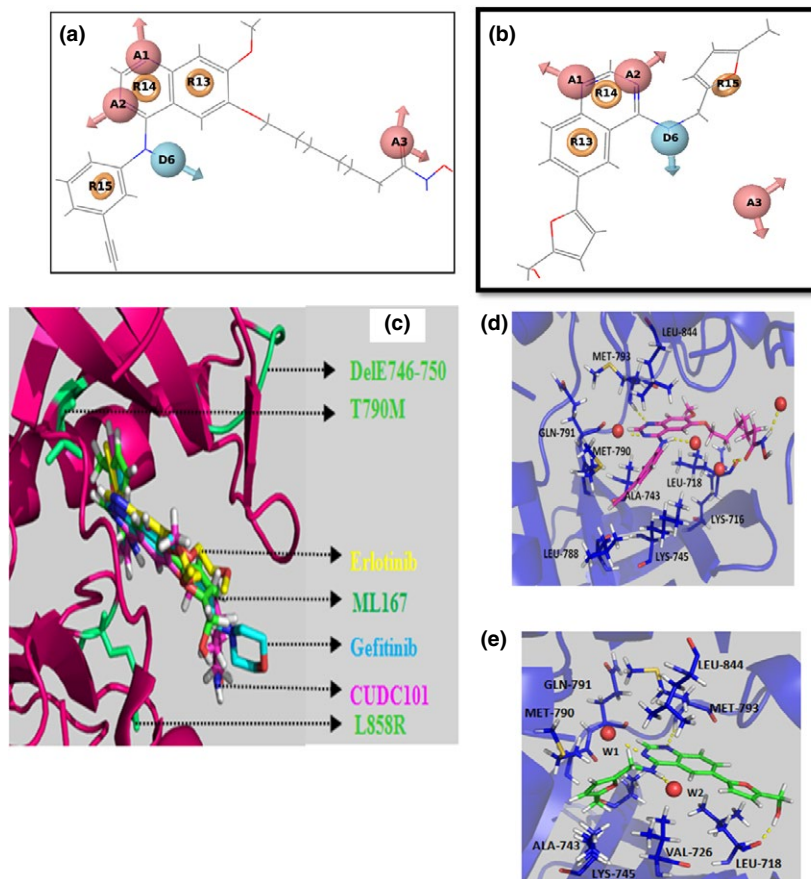 (a)
A1
R14
R13
A2
A3
D6
R15
(b)
A1
A2
R14
R15
R13
D6
A3
(c)
DelE746-750
T790M
Erlotinib
ML167
Gefitinib
CUDC101
L858R
(d)
LEU-844
MET-793
GLN-791
MET-790
LEU-718
ALA-743
LYS-716
LEU-788
LYS-745
(e)
LEU-844
GLN-791
MET-790
MET-793
W1
W2
ALA-743
VAL-726
LYS-745
LEU-718